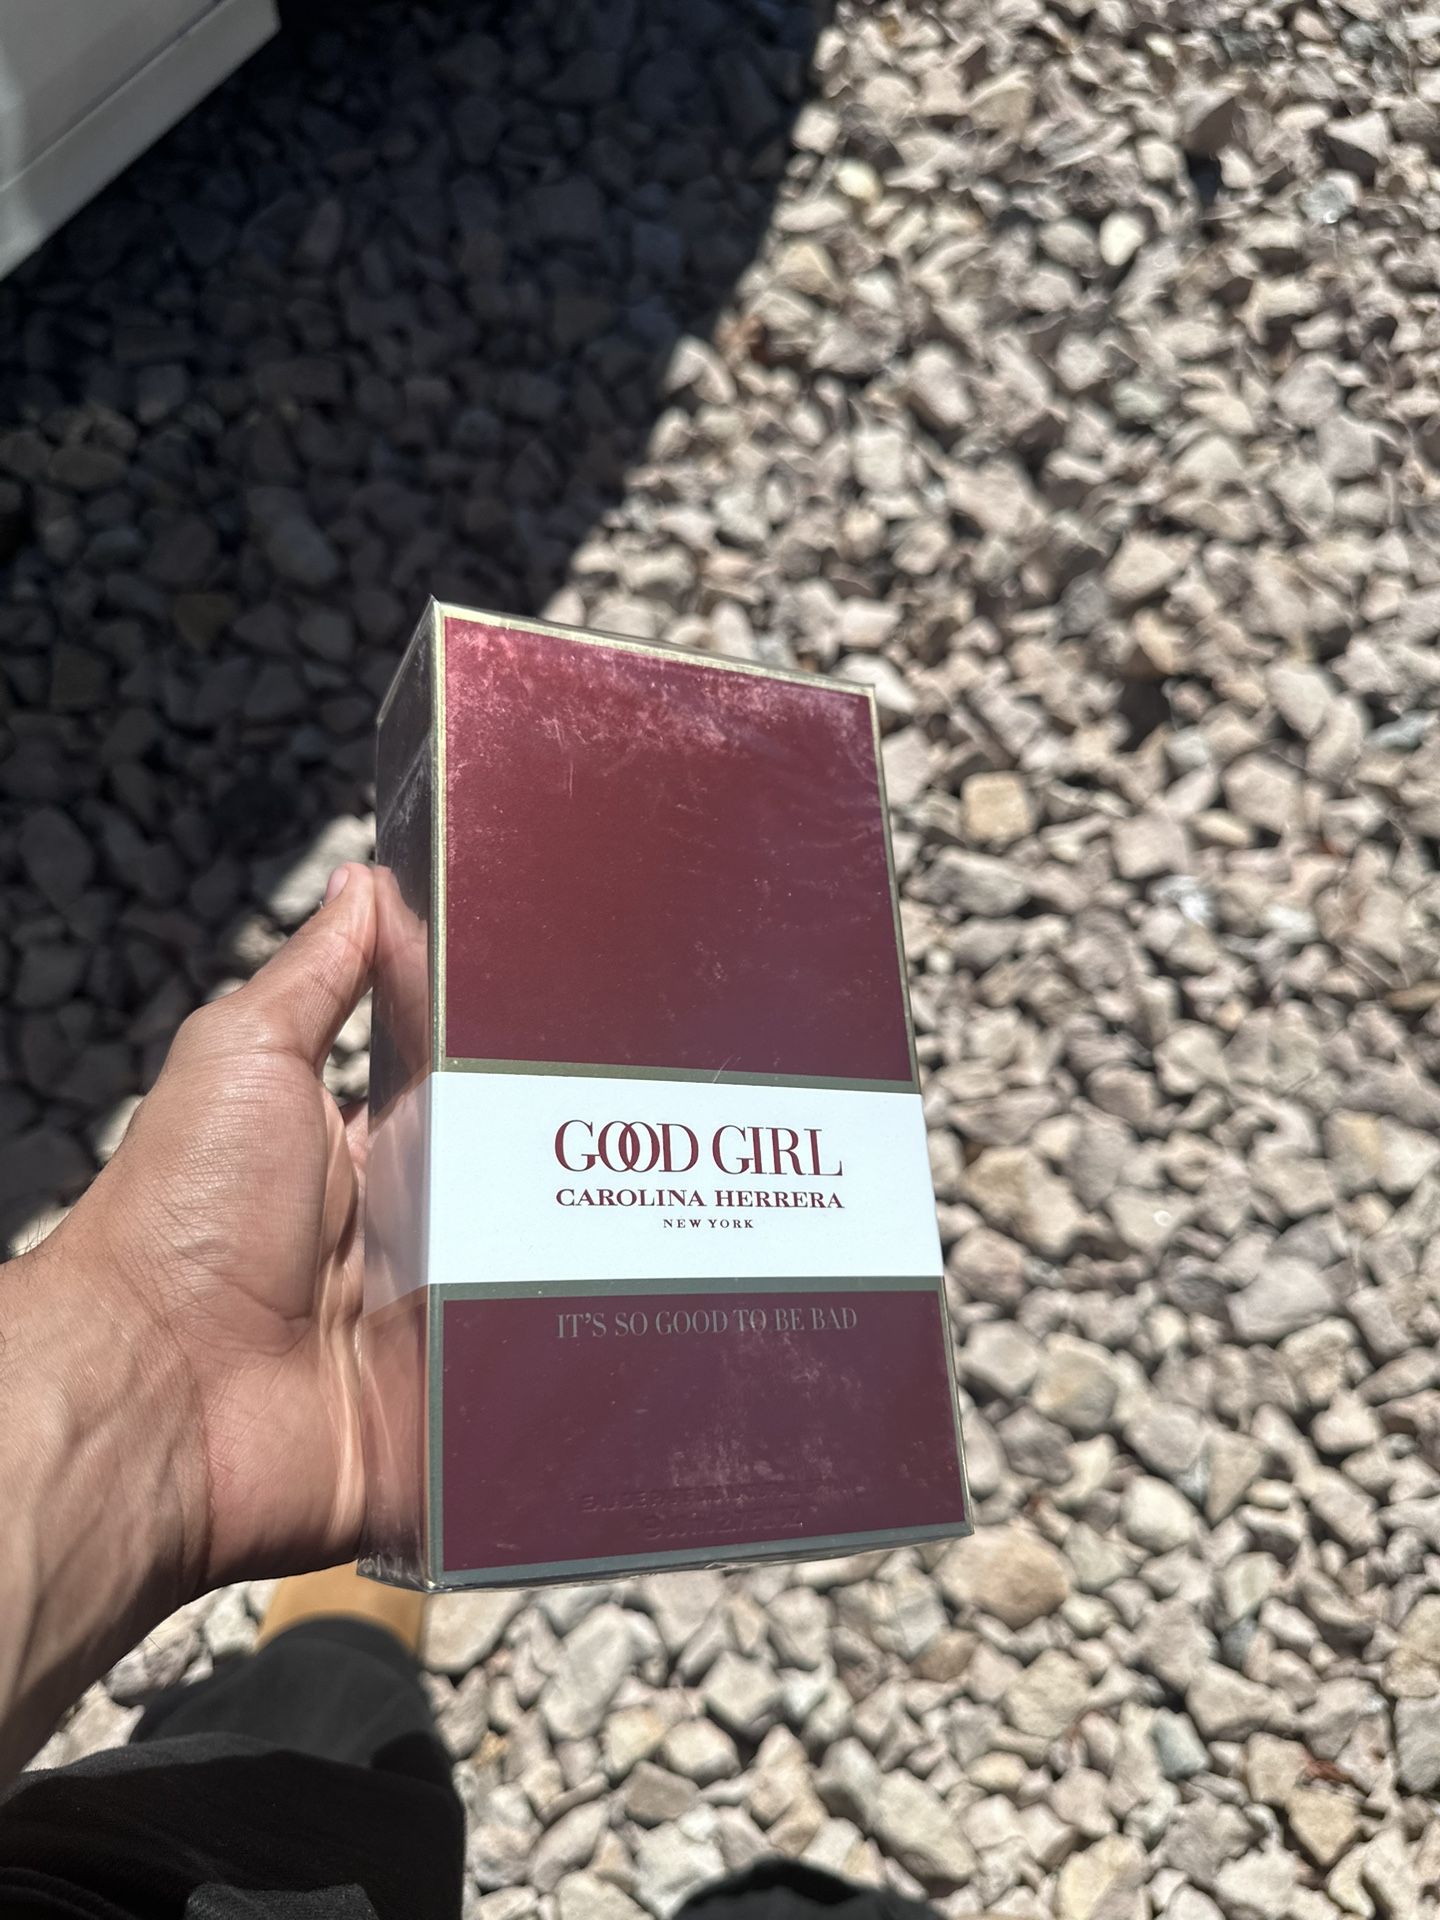 GOOD GIRL
CAROLINA HERRERA
NEW YORK
IT'S SO GOOD TO BE BAD